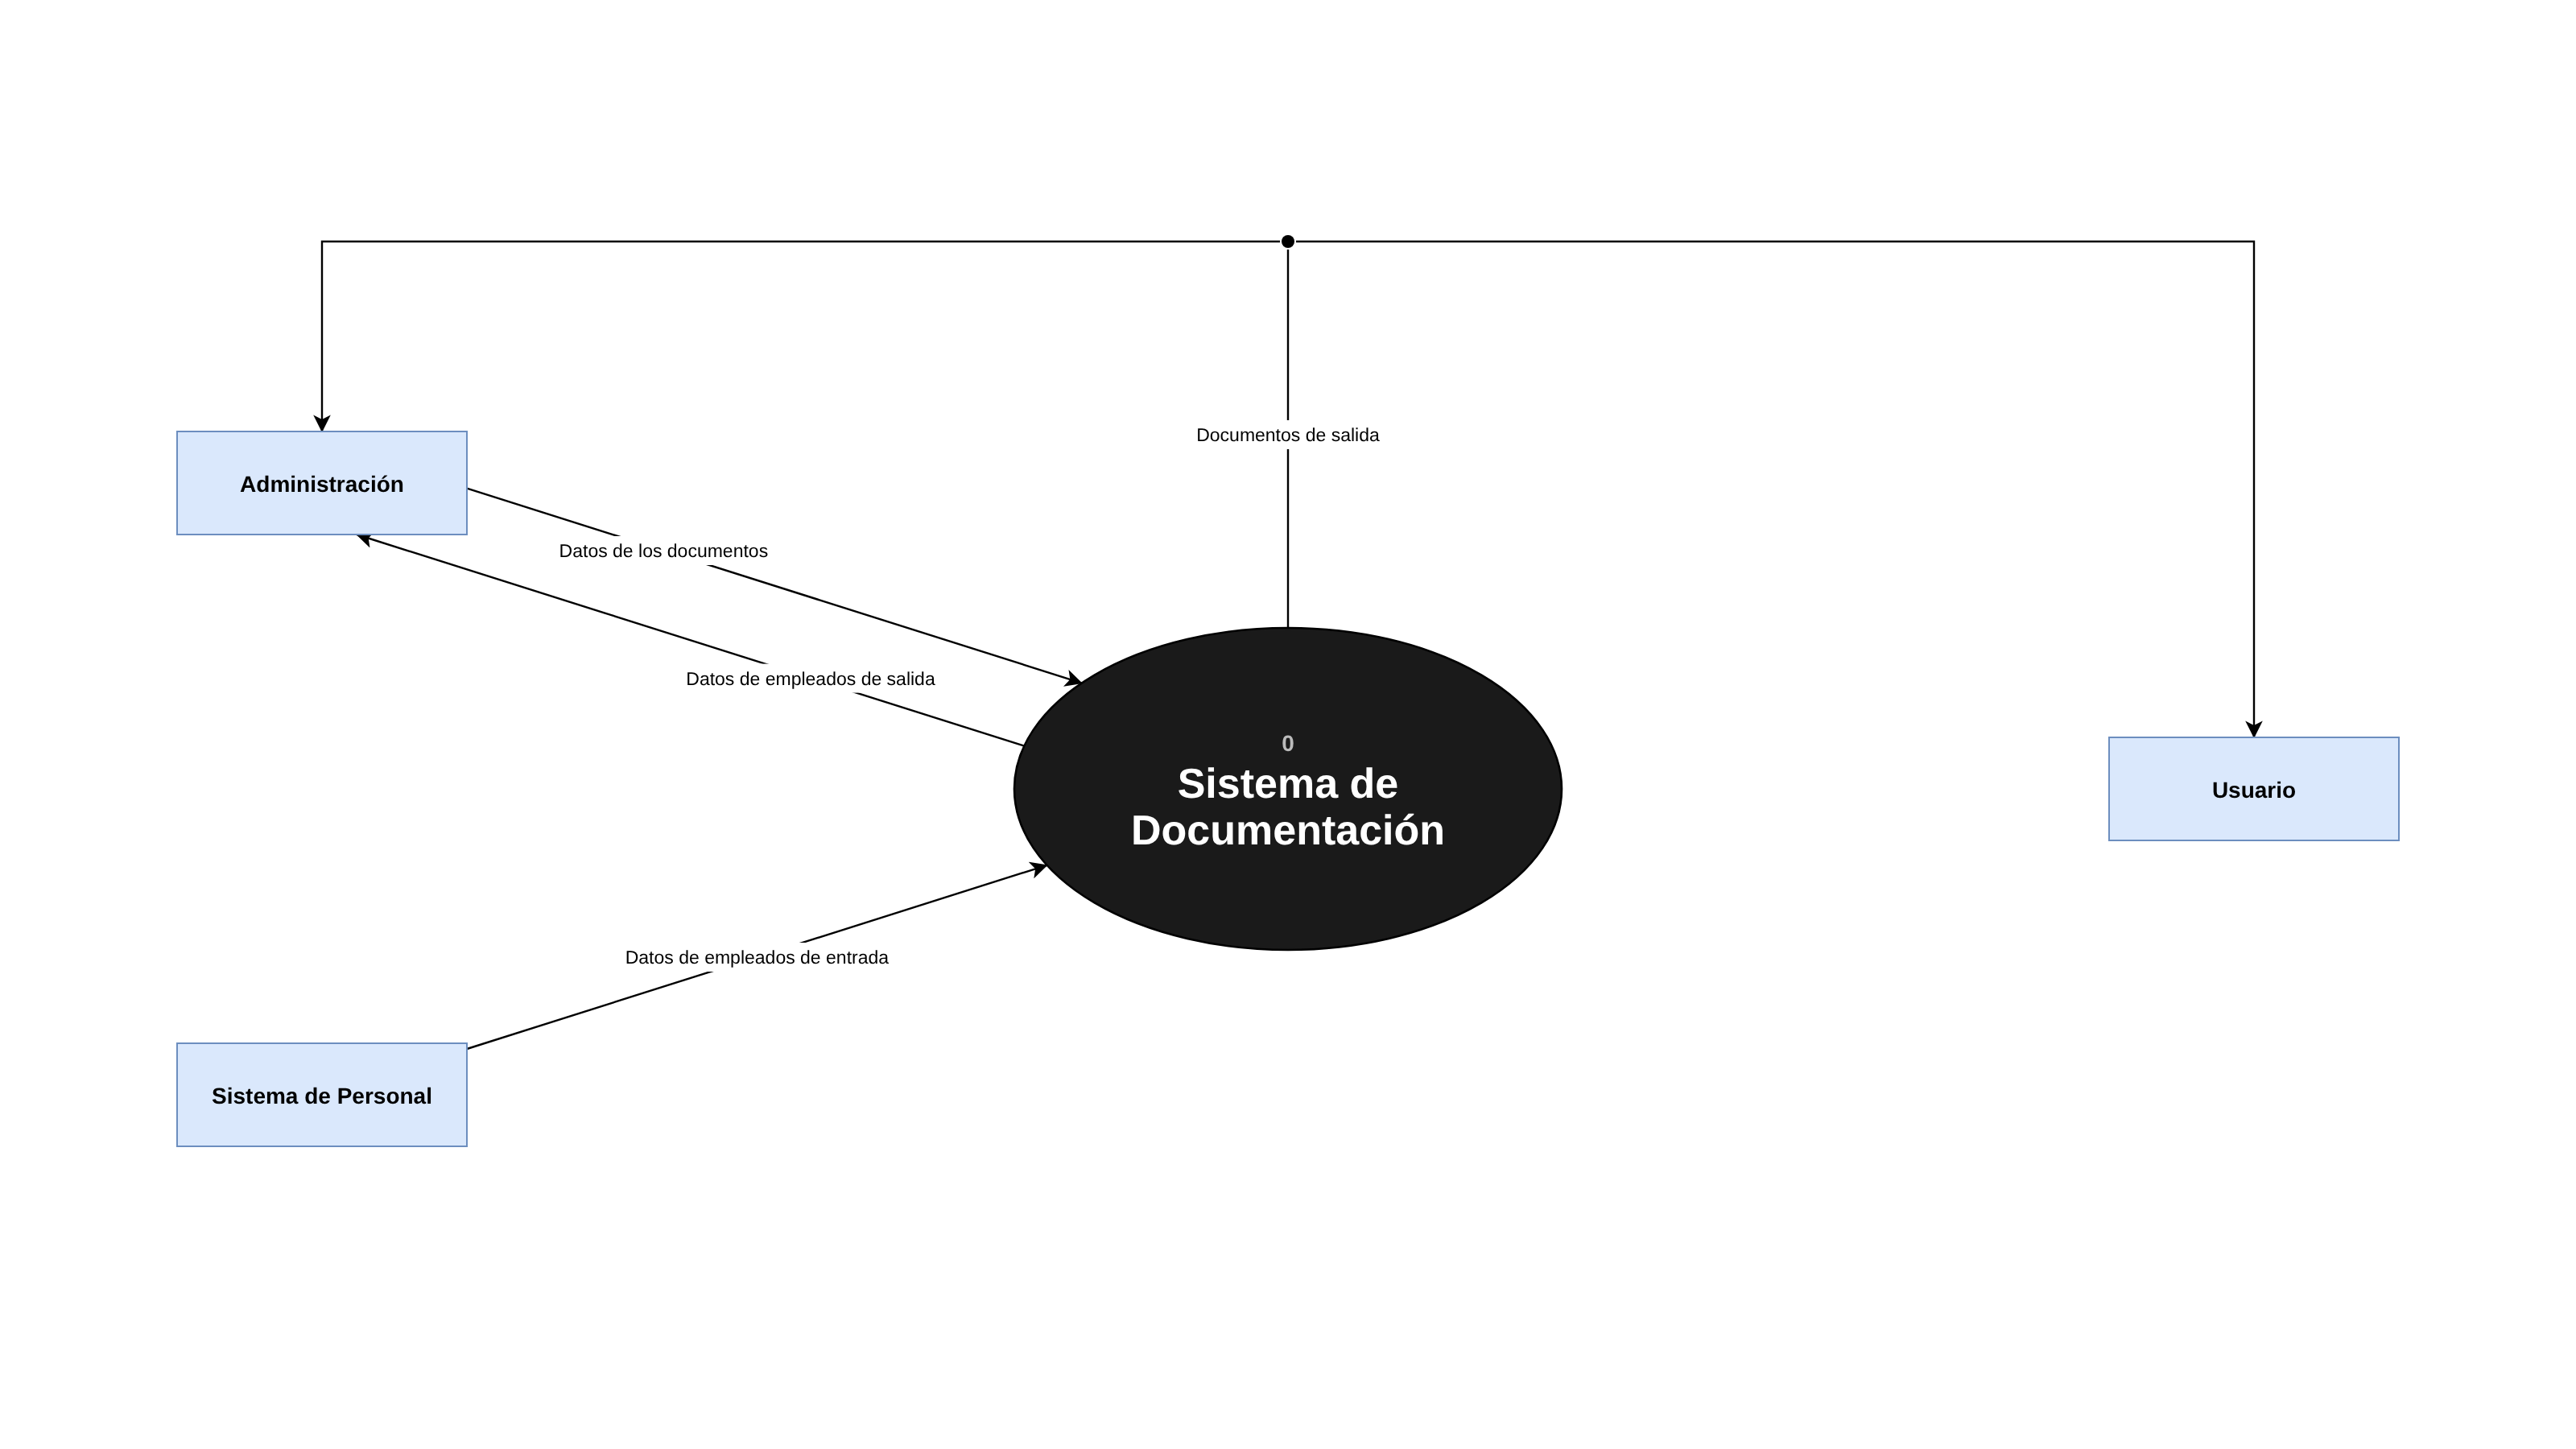 Documentos de salida
Administración
Datos de los documentos
Datos de empleados de salida
0
Sistema de
Documentación
Usuario
Datos de empleados de entrada
Sistema de Personal